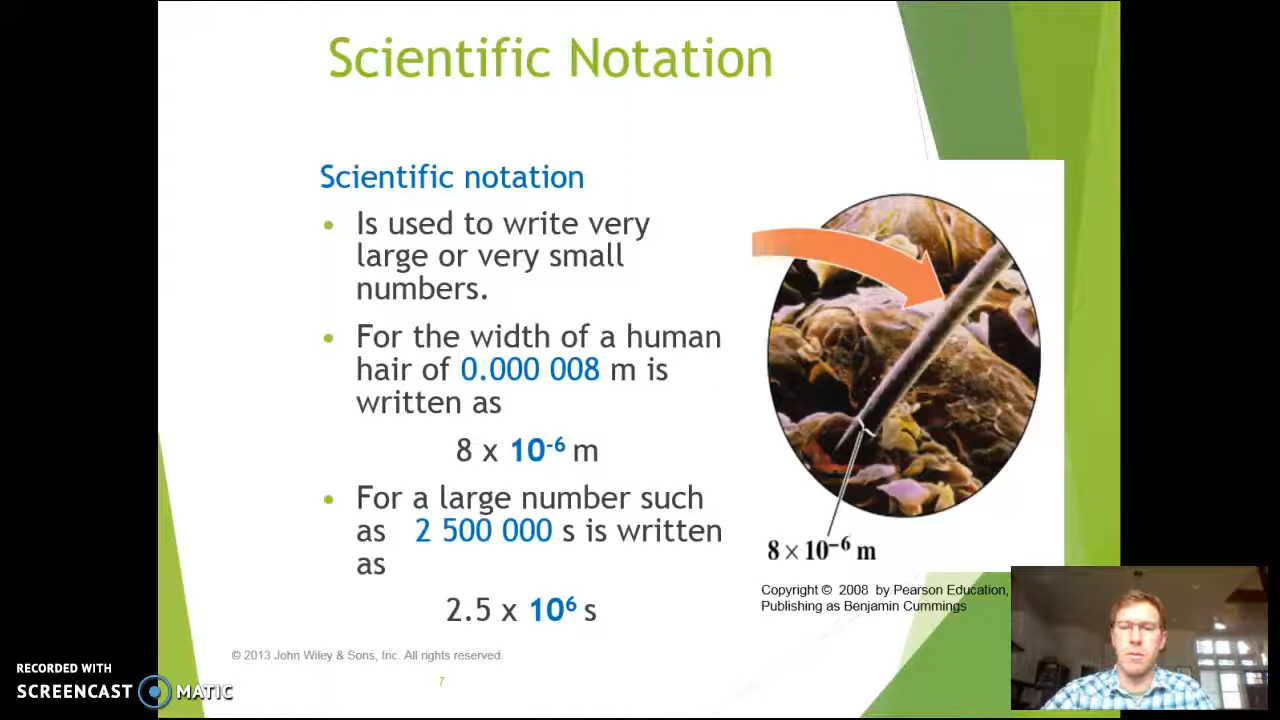 Scientific Notation
Scientific notation
• Is used to write very
large or very small
numbers.
• For the width of a human
hair of 0.000 008 m is
written as
8 x 10⁻⁶ m
• For a large number such
as 2 500 000 s is written
as
2.5 x 10⁶ s
8 × 10⁻⁶ m
Copyright © 2008 by Pearson Education,
Publishing as Benjamin Cummings
© 2013 John Wiley & Sons, Inc. All rights reserved.
7
RECORDED WITH
SCREENCAST MATIC